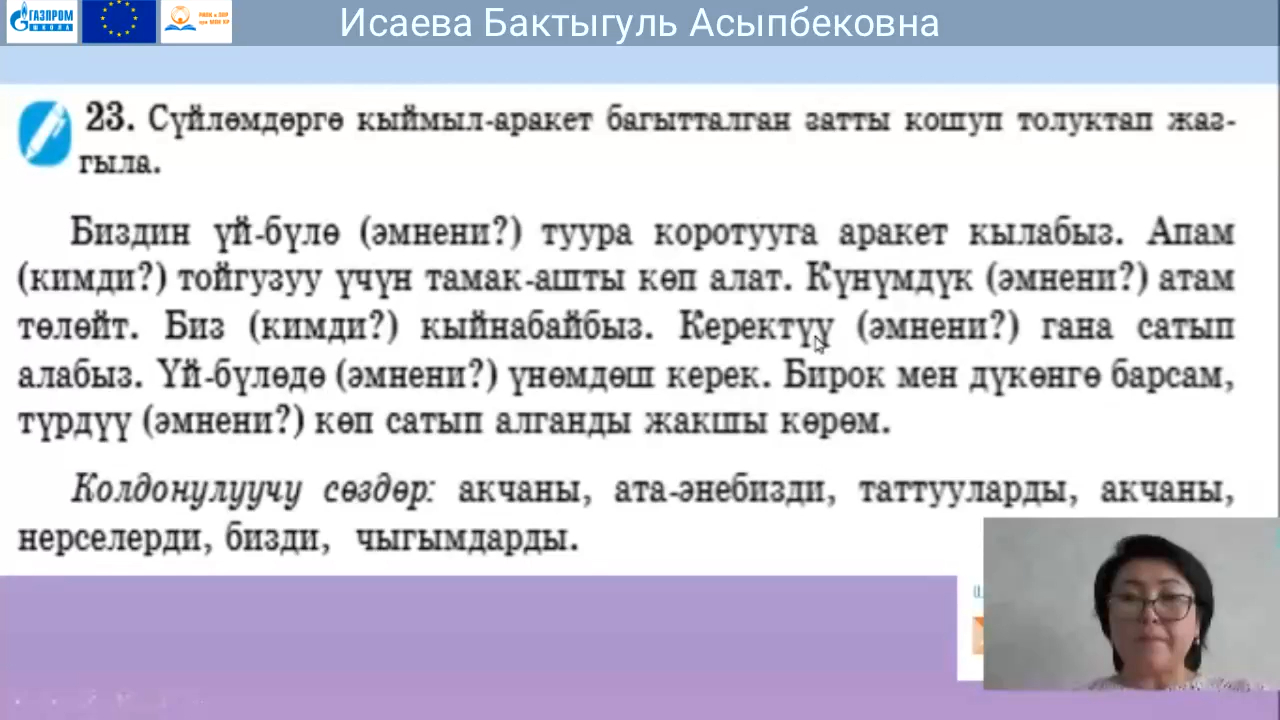 ГАЗПРОМ
ШКОЛА
Исаева Бактыгуль Асыпбековна
23. Сүйлөмдөргө кыймыл-аракет багытталган затты кошуп толуктап жаз-
гыла.
Биздин үй-бүлө (эмнени?) туура коротууга аракет кылабыз. Апам
(кимди?) тойгузуу үчүн тамак-ашты көп алат. Күнүмдүк (эмнени?) атам
төлөйт. Биз (кимди?) кыйнабайбыз. Керектүү (эмнени?) гана сатып
алабыз. Үй-бүлөдө (эмнени?) үнөмдөш керек. Бирок мен дүкөнгө барсам,
түрдүү (эмнени?) көп сатып алганды жакшы көрөм.
Колдонулуучу сөздөр: акчаны, ата-энебизди, таттууларды, акчаны,
нерселерди, бизди, чыгымдарды.